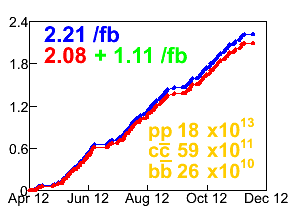 2.4
2.21 /fb
2.08 + 1.11 /fb
1.8
1.2
pp 18 x10¹³
cc̅ 59 x10¹¹
0.6
bb̅ 26 x10¹⁰
0
Apr 12 Jun 12 Aug 12 Oct 12 Dec 12